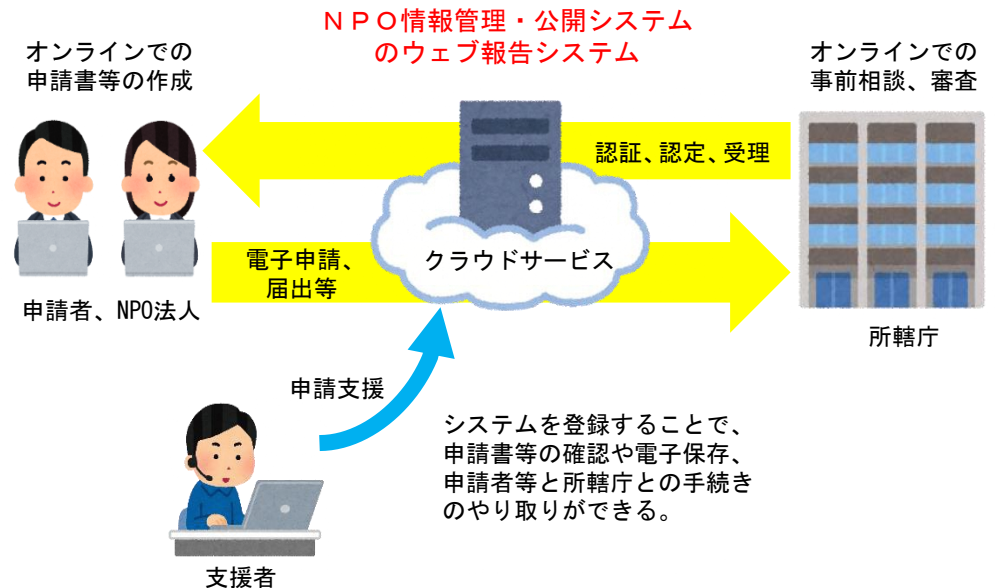 NPO情報管理・公開システム
のウェブ報告システム
オンラインでの
申請書等の作成
オンラインでの
事前相談、審査
認証、認定、受理
電子申請、
届出等
クラウドサービス
申請者、NPO法人
所轄庁
申請支援
システムを登録することで、
申請書等の確認や電子保存、
申請者等と所轄庁との手続き
のやり取りができる。
支援者